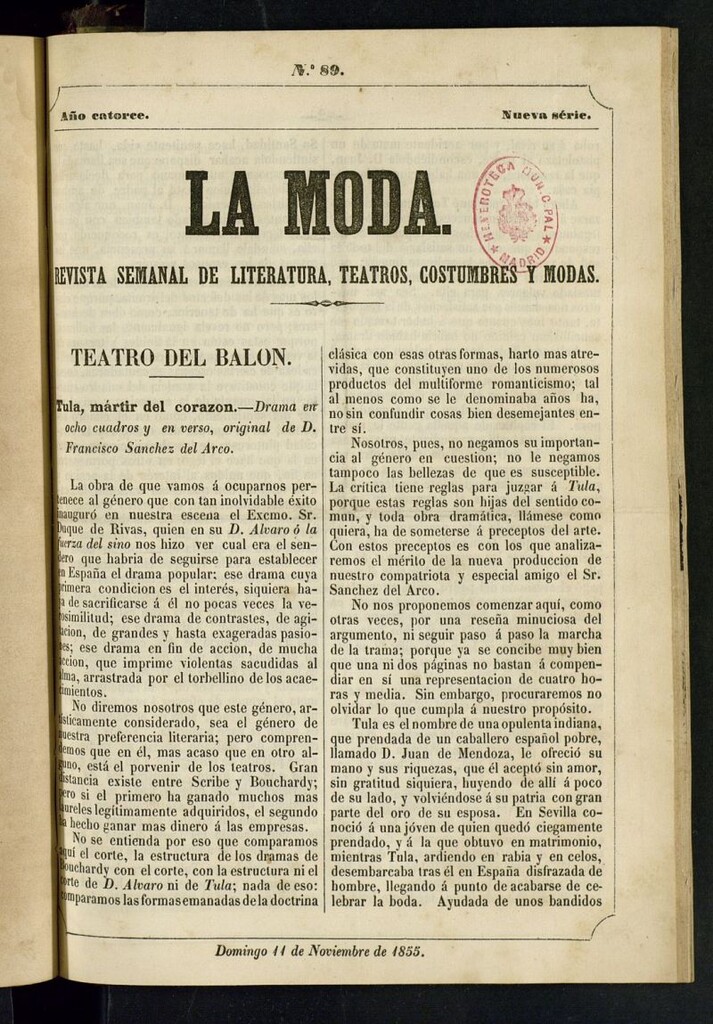 N.º 89.
Año catorce.
Nueva série.
LA MODA.
HEMEROTECA MUNICIPAL
MADRID
REVISTA SEMANAL DE LITERATURA, TEATROS, COSTUMBRES Y MODAS.
TEATRO DEL BALON.
Tula, mártir del corazon.—Drama en
ocho cuadros y en verso, original de D.
Francisco Sanchez del Arco.
La obra de que vamos á ocuparnos per-
tenece al género que con tan inolvidable éxito
inauguró en nuestra escena el Excmo. Sr.
Duque de Rivas, quien en su D. Alvaro ó la
fuerza del sino nos hizo ver cual era el sen-
dero que habria de seguirse para establecer
en España el drama popular: ese drama cuya
primera condicion es el interés, siquiera ha-
ya de sacrificarse á él no pocas veces la ve-
rosimilitud; ese drama de contrastes, de agi-
tacion, de grandes y hasta exageradas pasio-
nes; ese drama en fin de accion, de mucha
accion, que imprime violentas sacudidas al
alma, arrastrada por el torbellino de los acae-
cimientos.
No diremos nosotros que este género, ar-
tísticamente considerado, sea el género de
nuestra preferencia literaria; pero compren-
demos que en él, mas acaso que en otro al-
guno, está el porvenir de los teatros. Gran
distancia existe entre Scribe y Bouchardy;
pero si el primero ha ganado muchos mas
laureles legítimamente adquiridos, el segundo
ha hecho ganar mas dinero á las empresas.
No se entienda por eso que comparamos
aquí el corte, la estructura de los dramas de
Bouchardy con el corte, con la estructura ni el
corte de D. Alvaro ni de Tula; nada de eso:
comparamos las formas emanadas de la doctrina
clásica con esas otras formas, harto mas atre-
vidas, que constituyen uno de los numerosos
productos del multiforme romanticismo; tal
al menos como se le denominaba años ha,
no sin confundir cosas bien desemejantes en-
tre sí.
Nosotros, pues, no negamos su importan-
cia al género en cuestion; no le negamos
tampoco las bellezas de que es susceptible.
La crítica tiene reglas para juzgar á Tula,
porque estas reglas son hijas del sentido co-
mun, y toda obra dramática, llámese como
quiera, ha de someterse á preceptos del arte.
Con estos preceptos es con los que analiza-
remos el mérito de la nueva produccion de
nuestro compatriota y especial amigo el Sr.
Sanchez del Arco.
No nos proponemos comenzar aquí, como
otras veces, por una reseña minuciosa del
argumento, ni seguir paso á paso la marcha
de la trama; porque ya se concibe muy bien
que una ni dos páginas no bastan á compen-
diar en sí una representacion de cuatro ho-
ras y media. Sin embargo, procuraremos no
olvidar lo que cumpla á nuestro propósito.
Tula es el nombre de una opulenta indiana,
que prendada de un caballero español pobre,
llamado D. Juan de Mendoza, le ofreció su
mano y sus riquezas, que él aceptó sin amor,
sin gratitud siquiera, huyendo de allí á poco
de su lado, y volviéndose á su patria con gran
parte del oro de su esposa. En Sevilla co-
noció á una jóven de quien quedó ciegamente
prendado, y á la que obtuvo en matrimonio,
mientras Tula, ardiendo en rabia y en celos,
desembarcaba tras él en España disfrazada de
hombre, llegando á punto de acabarse de ce-
lebrar la boda. Ayudada de unos bandidos
Domingo 11 de Noviembre de 1855.